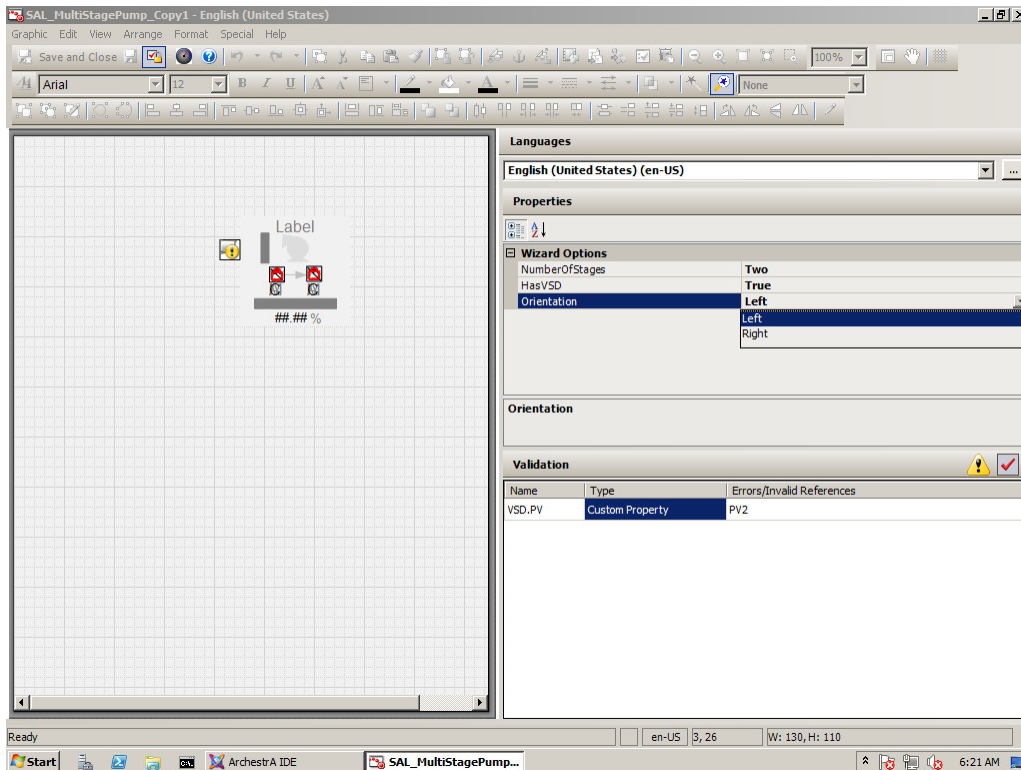 SAL_MultiStagePump_Copy1 - English (United States)
Graphic Edit View Arrange Format Special Help
Save and Close 100%
Arial 12 B I U A A A None
Languages
English (United States) (en-US) ...
Properties
Wizard Options
NumberOfStages Two
HasVSD True
Orientation Left
Left
Right
Label
##.## %
Orientation
Validation
Name Type Errors/Invalid References
VSD.PV Custom Property PV2
Ready en-US 3, 26 W: 130, H: 110
Start ArchestrA IDE SAL_MultiStagePump... 6:21 AM